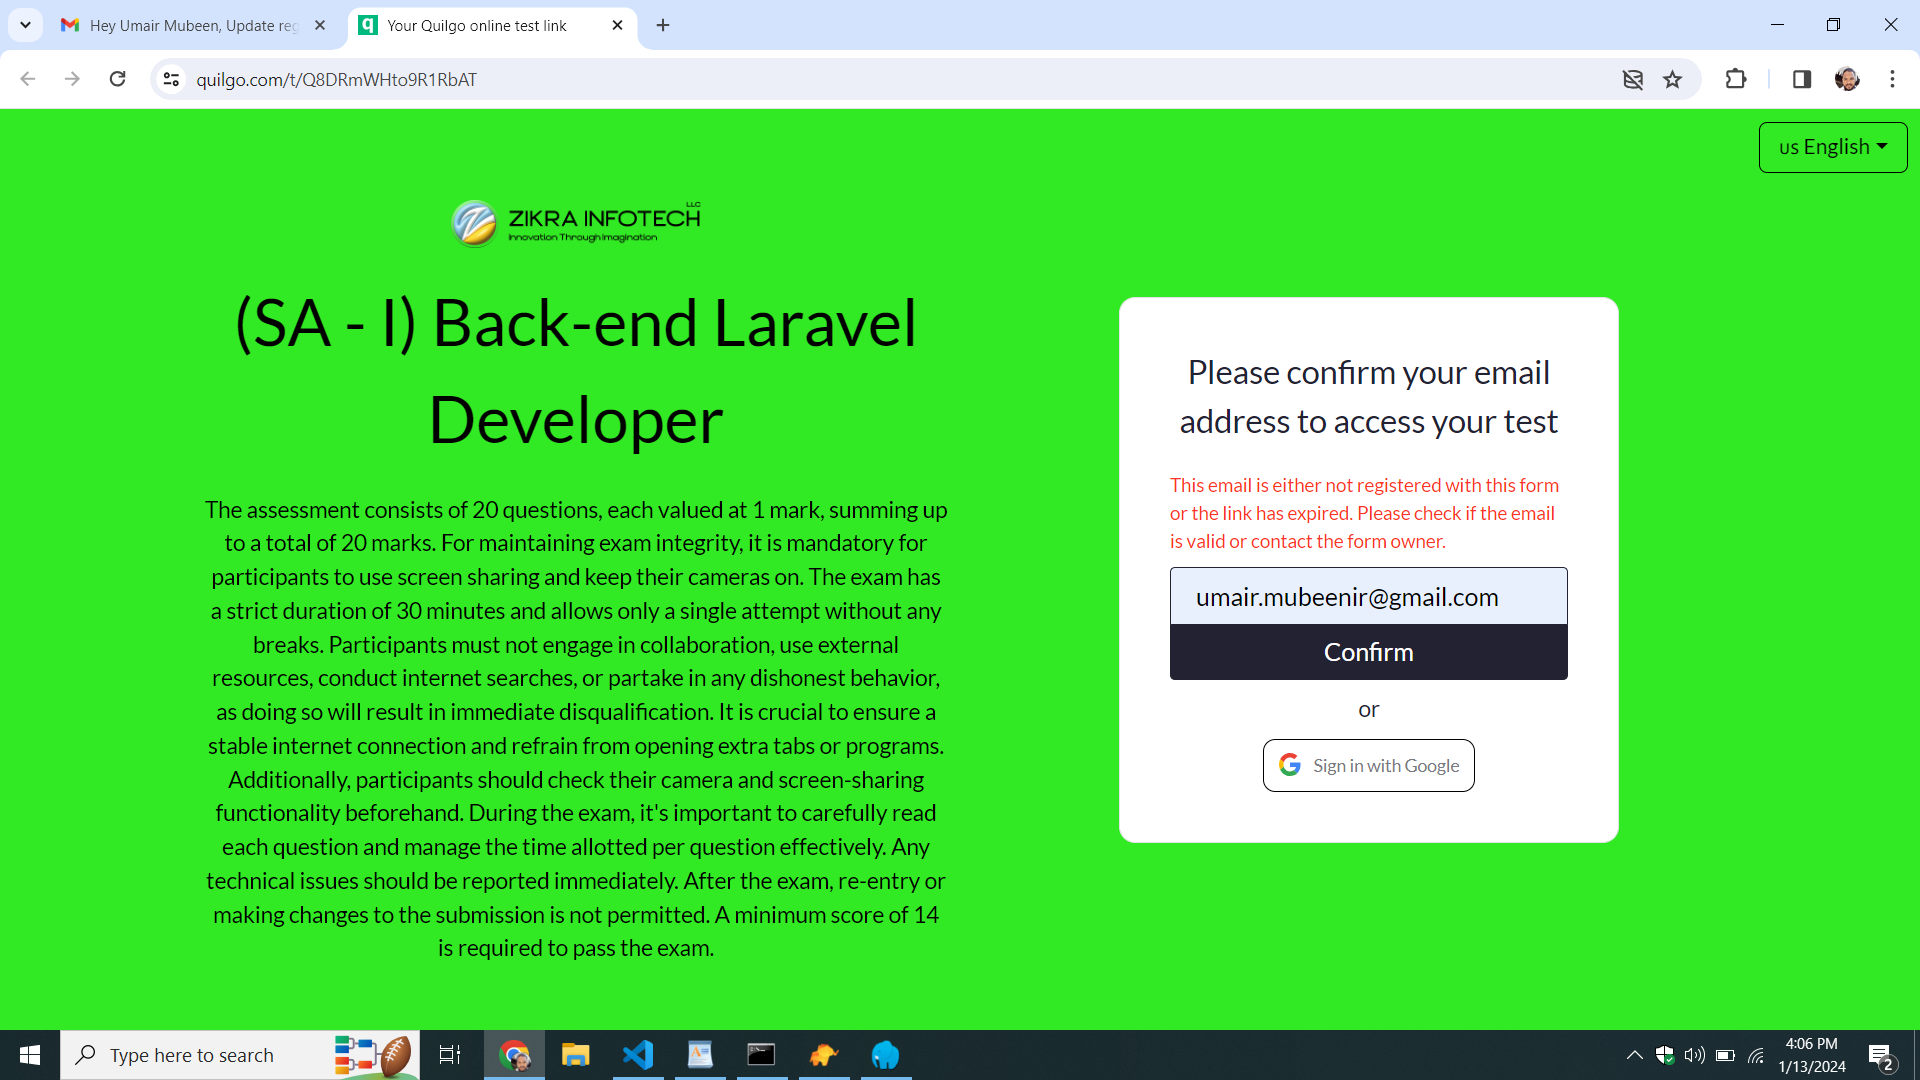 Hey Umair Mubeen, Update reg
Your Quilgo online test link
quilgo.com/t/Q8DRmWHto9R1RbAT
us English
ZIKRA INFOTECH LLC
Innovation Through Imagination
(SA - I) Back-end Laravel
Developer
The assessment consists of 20 questions, each valued at 1 mark, summing up
to a total of 20 marks. For maintaining exam integrity, it is mandatory for
participants to use screen sharing and keep their cameras on. The exam has
a strict duration of 30 minutes and allows only a single attempt without any
breaks. Participants must not engage in collaboration, use external
resources, conduct internet searches, or partake in any dishonest behavior,
as doing so will result in immediate disqualification. It is crucial to ensure a
stable internet connection and refrain from opening extra tabs or programs.
Additionally, participants should check their camera and screen-sharing
functionality beforehand. During the exam, it's important to carefully read
each question and manage the time allotted per question effectively. Any
technical issues should be reported immediately. After the exam, re-entry or
making changes to the submission is not permitted. A minimum score of 14
is required to pass the exam.
Please confirm your email
address to access your test
This email is either not registered with this form
or the link has expired. Please check if the email
is valid or contact the form owner.
umair.mubeenir@gmail.com
Confirm
or
Sign in with Google
Type here to search
4:06 PM
1/13/2024
2